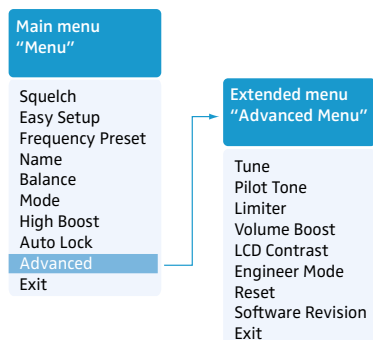 Main menu
“Menu”
Squelch
Easy Setup
Frequency Preset
Name
Balance
Mode
High Boost
Auto Lock
Advanced
Exit
Extended menu
“Advanced Menu”
Tune
Pilot Tone
Limiter
Volume Boost
LCD Contrast
Engineer Mode
Reset
Software Revision
Exit